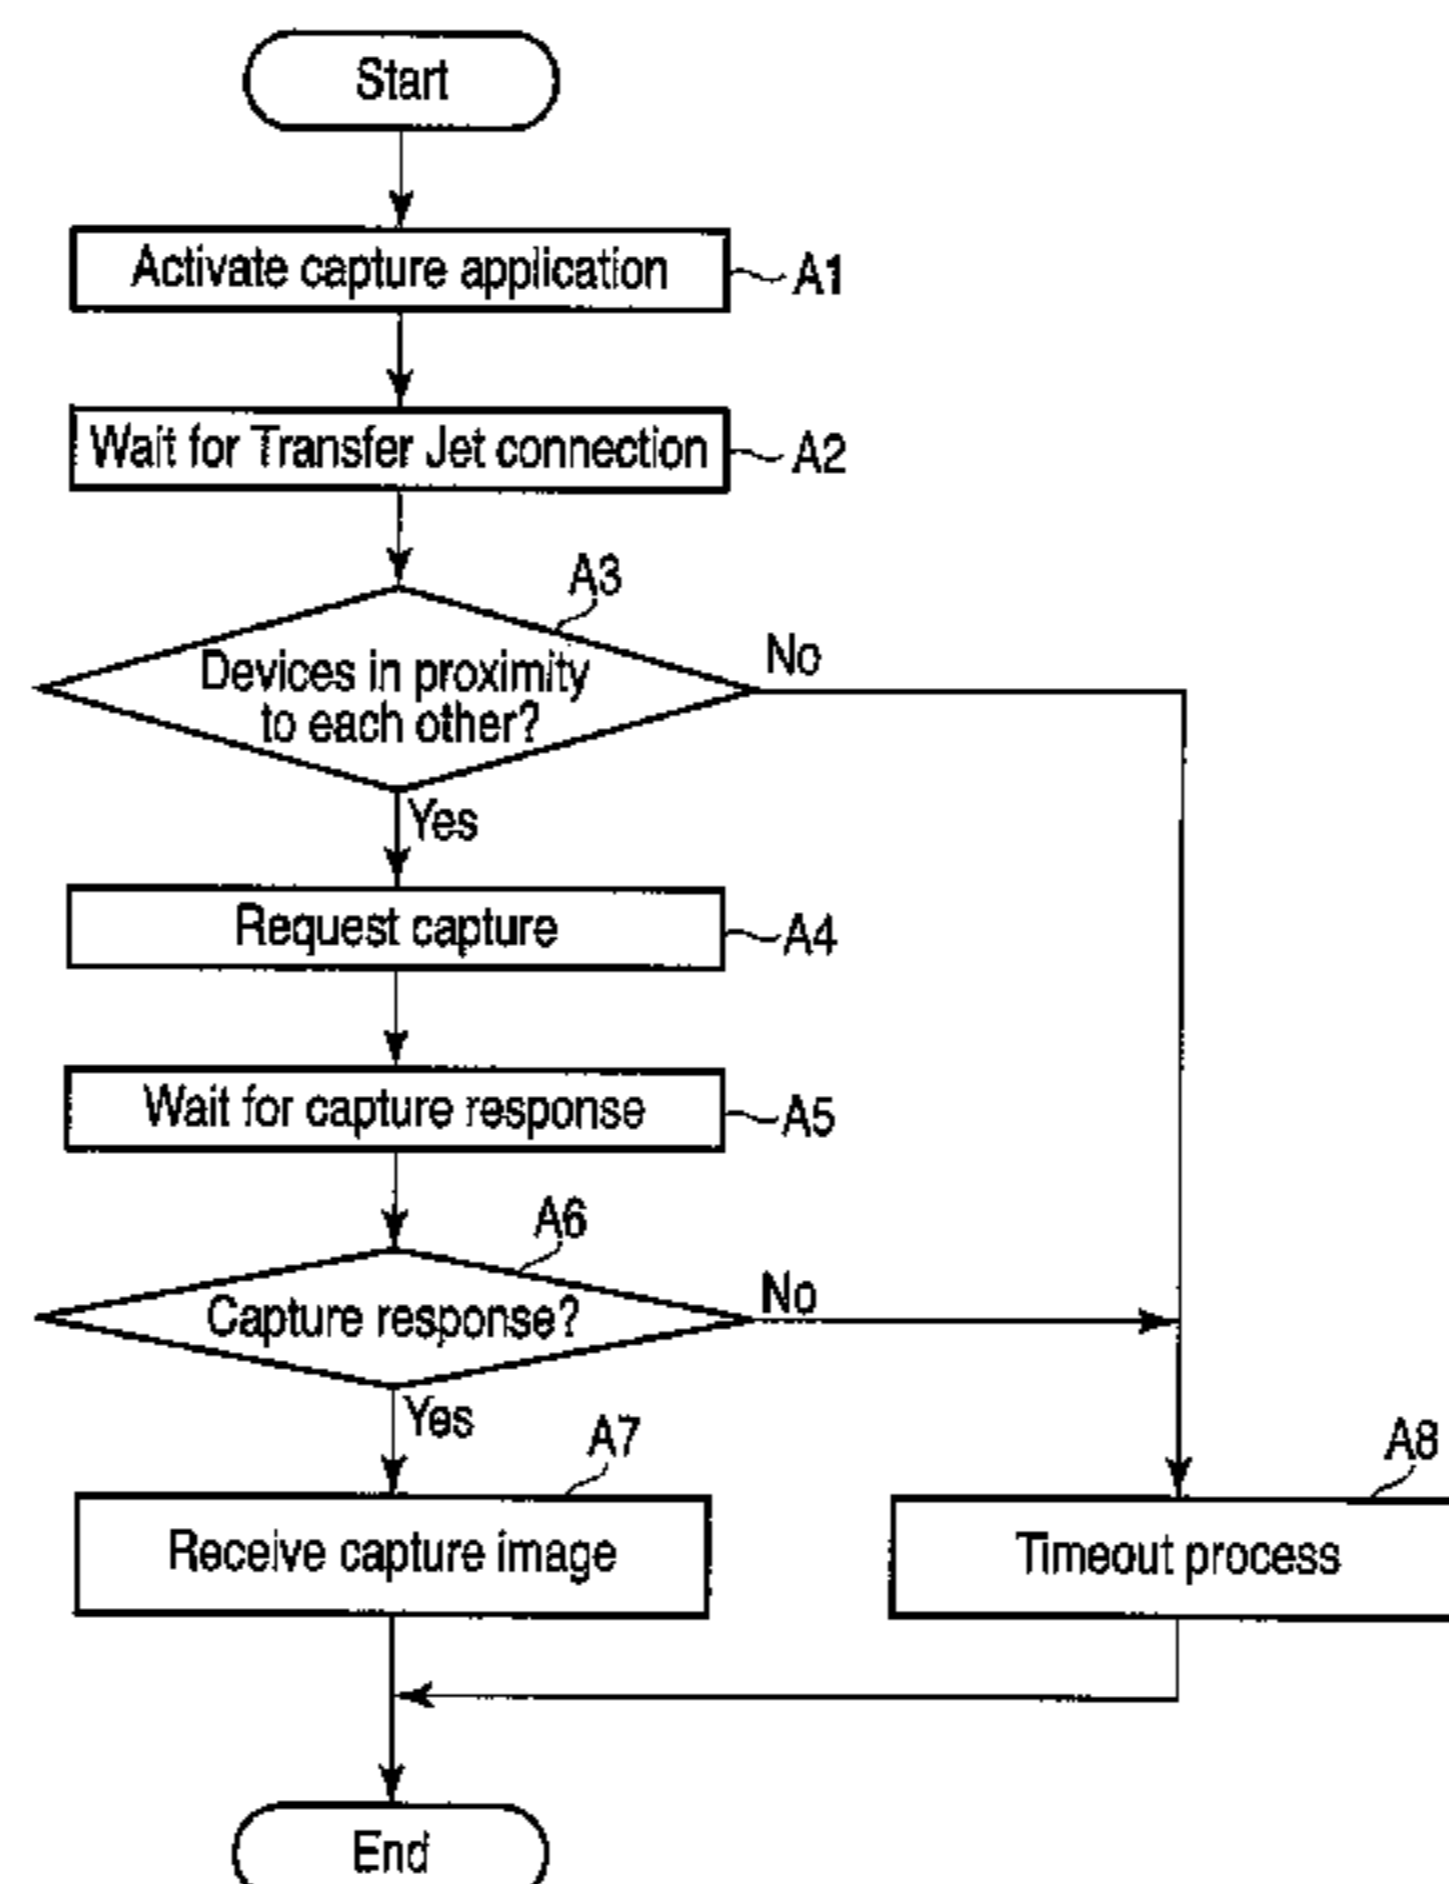 Start
Activate capture application
A1
Wait for Transfer Jet connection
A2
A3
Devices in proximity
to each other?
No
Yes
Request capture
A4
Wait for capture response
A5
A6
Capture response?
No
Yes
A7
Receive capture image
A8
Timeout process
End